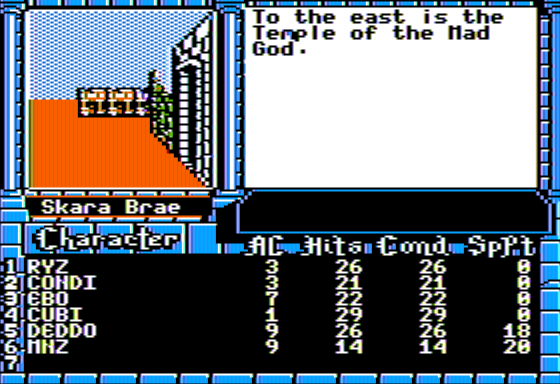 To the east is the
Temple of the Mad
God.
Skara Brae
Character AC Hits Cond SpPt
1 RYZ 3 26 26 0
2 CONDI 3 21 21 0
3 EBO 7 22 22 0
4 CUBI 1 29 29 0
5 DEDDO 9 26 26 18
6 MNZ 9 14 14 20
7